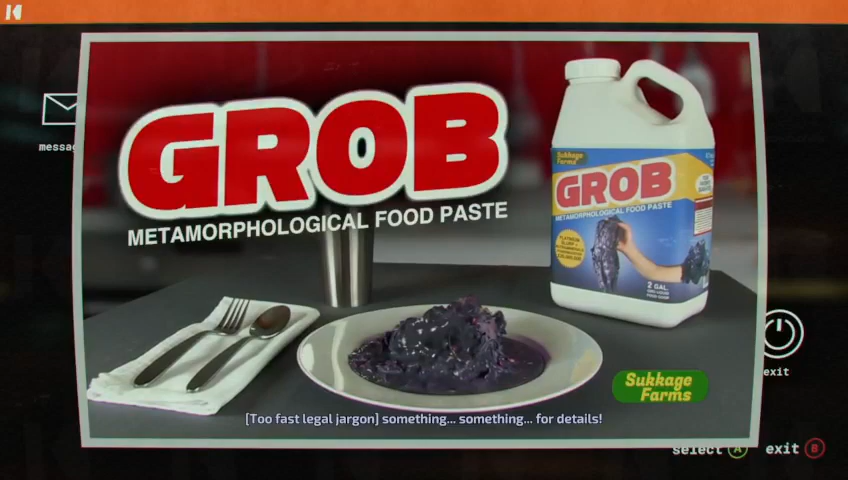 messag
GROB
METAMORPHOLOGICAL FOOD PASTE
Sukkage
Farms
GROB
METAMORPHOLOGICAL FOOD PASTE
2 GAL.
exit
Sukkage
Farms
[Too fast legal jargon] something... something... for details!
select A exit B